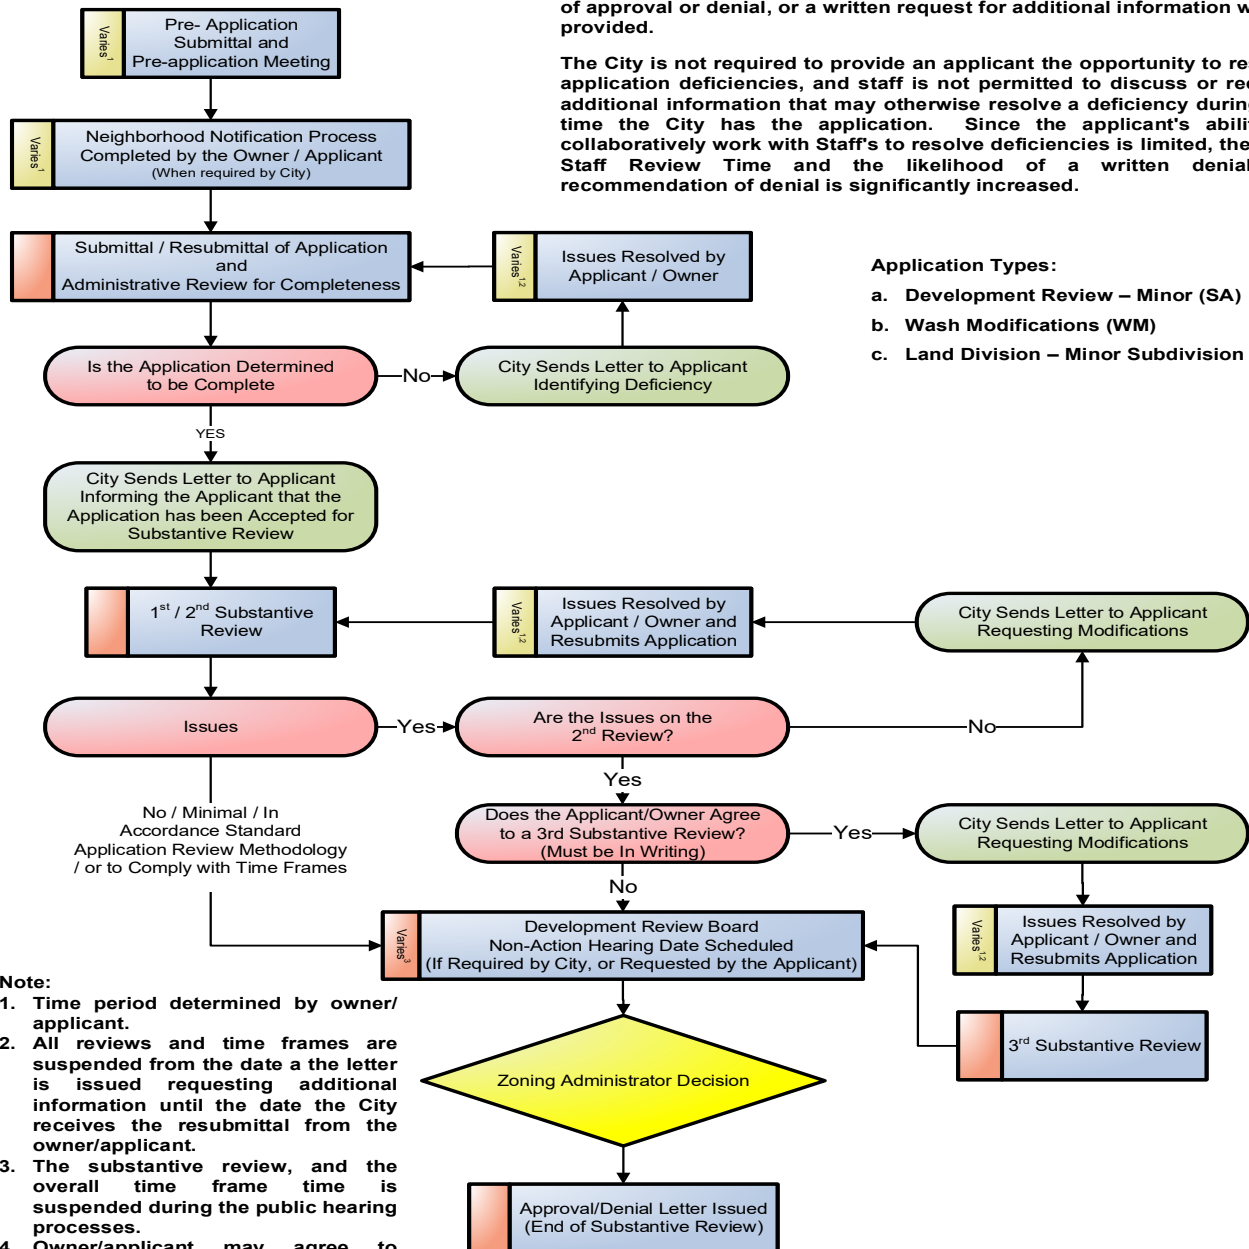 of approval or denial, or a written request for additional information w
provided.
The City is not required to provide an applicant the opportunity to re
application deficiencies, and staff is not permitted to discuss or re
additional information that may otherwise resolve a deficiency during
time the City has the application. Since the applicant's abili
collaboratively work with Staff's to resolve deficiencies is limited, the
Staff Review Time and the likelihood of a written denial
recommendation of denial is significantly increased.
Varies1
Pre- Application
Submittal and
Pre-application Meeting
Varies1
Neighborhood Notification Process
Completed by the Owner / Applicant
(When required by City)
Submittal / Resubmittal of Application
and
Administrative Review for Completeness
Varies1,2
Issues Resolved by
Applicant / Owner
Application Types:
a. Development Review – Minor (SA)
b. Wash Modifications (WM)
c. Land Division – Minor Subdivision
Is the Application Determined
to be Complete
No
City Sends Letter to Applicant
Identifying Deficiency
YES
City Sends Letter to Applicant
Informing the Applicant that the
Application has been Accepted for
Substantive Review
1st / 2nd Substantive
Review
Varies1,2
Issues Resolved by
Applicant / Owner and
Resubmits Application
City Sends Letter to Applicant
Requesting Modifications
Issues
Yes
Are the Issues on the
2nd Review?
No
Yes
No / Minimal / In
Accordance Standard
Application Review Methodology
/ or to Comply with Time Frames
Does the Applicant/Owner Agree
to a 3rd Substantive Review?
(Must be In Writing)
Yes
City Sends Letter to Applicant
Requesting Modifications
No
Varies3
Development Review Board
Non-Action Hearing Date Scheduled
(If Required by City, or Requested by the Applicant)
Varies1,2
Issues Resolved by
Applicant / Owner and
Resubmits Application
3rd Substantive Review
Zoning Administrator Decision
Approval/Denial Letter Issued
(End of Substantive Review)
Note:
1. Time period determined by owner/
applicant.
2. All reviews and time frames are
suspended from the date a the letter
is issued requesting additional
information until the date the City
receives the resubmittal from the
owner/applicant.
3. The substantive review, and the
overall time frame time is
suspended during the public hearing
processes.
4. Owner/applicant may agree to